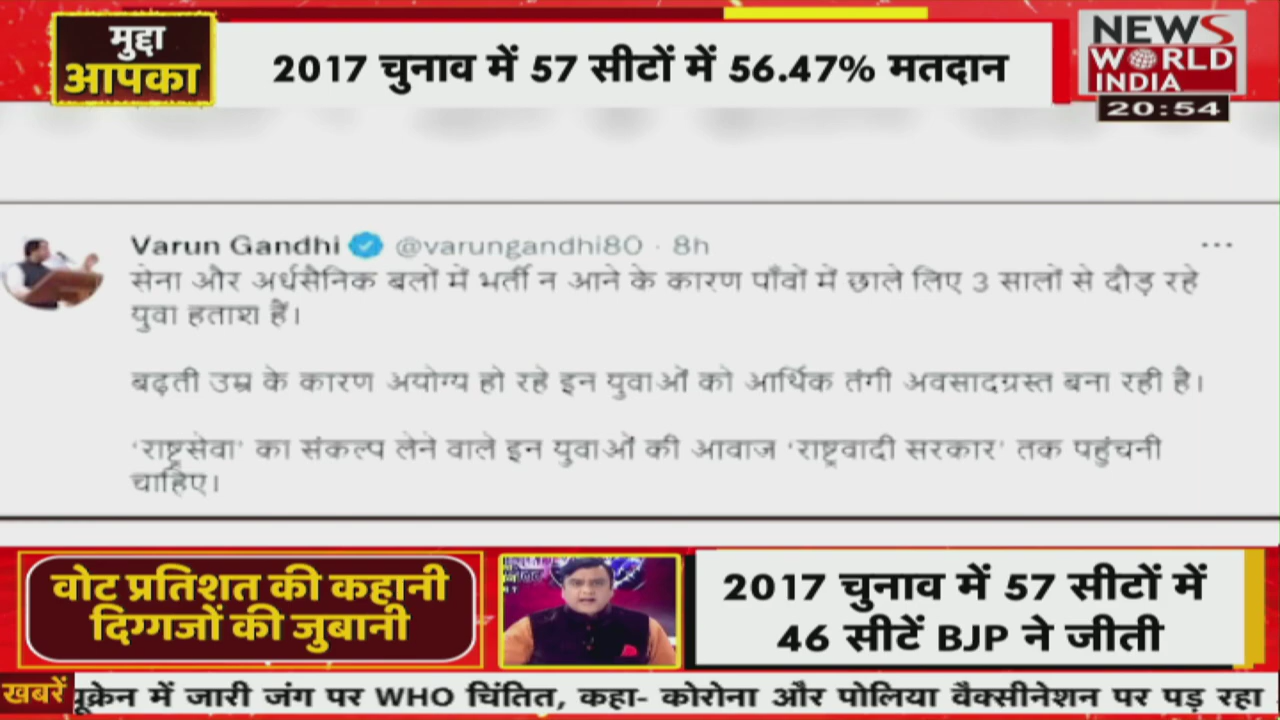 मुद्दा
आपका
2017 चुनाव में 57 सीटों में 56.47% मतदान
NEWS
WORLD
INDIA
20:54
Varun Gandhi @varungandhi80 · 8h
सेना और अर्धसैनिक बलों में भर्ती न आने के कारण पाँवों में छाले लिए 3 सालों से दौड़ रहे
युवा हताश हैं।
बढ़ती उम्र के कारण अयोग्य हो रहे इन युवाओं को आर्थिक तंगी अवसादग्रस्त बना रही है।
‘राष्ट्रसेवा’ का संकल्प लेने वाले इन युवाओं की आवाज ‘राष्ट्रवादी सरकार’ तक पहुंचनी
चाहिए।
वोट प्रतिशत की कहानी
दिग्गजों की जुबानी
2017 चुनाव में 57 सीटों में
46 सीटें BJP ने जीती
खबरें
यूक्रेन में जारी जंग पर WHO चिंतित, कहा- कोरोना और पोलिया वैक्सीनेशन पर पड़ रहा